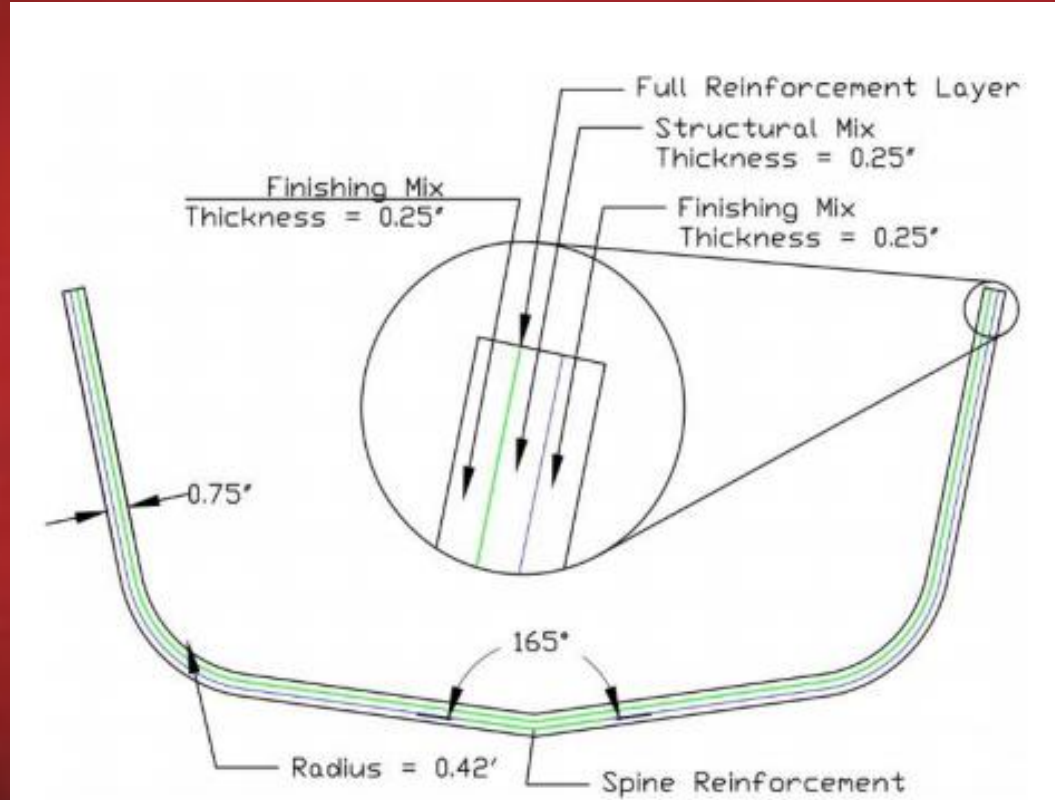 Full Reinforcement Layer
Structural Mix
Thickness = 0.25"
Finishing Mix
Thickness = 0.25"
Finishing Mix
Thickness = 0.25"
0.75"
165°
Radius = 0.42'
Spine Reinforcement